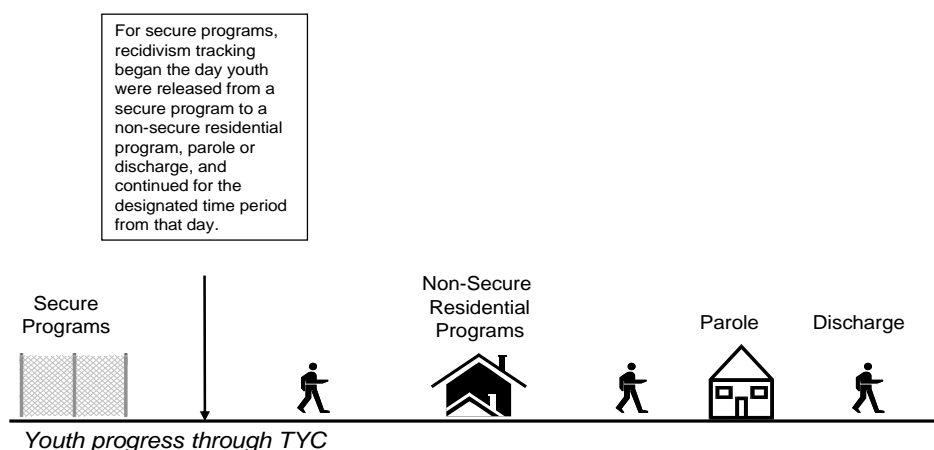 For secure programs,
recidivism tracking
began the day youth
were released from a
secure program to a
non-secure residential
program, parole or
discharge, and
continued for the
designated time period
from that day.
Secure
Programs
Non-Secure
Residential
Programs
Parole
Discharge
Youth progress through TYC